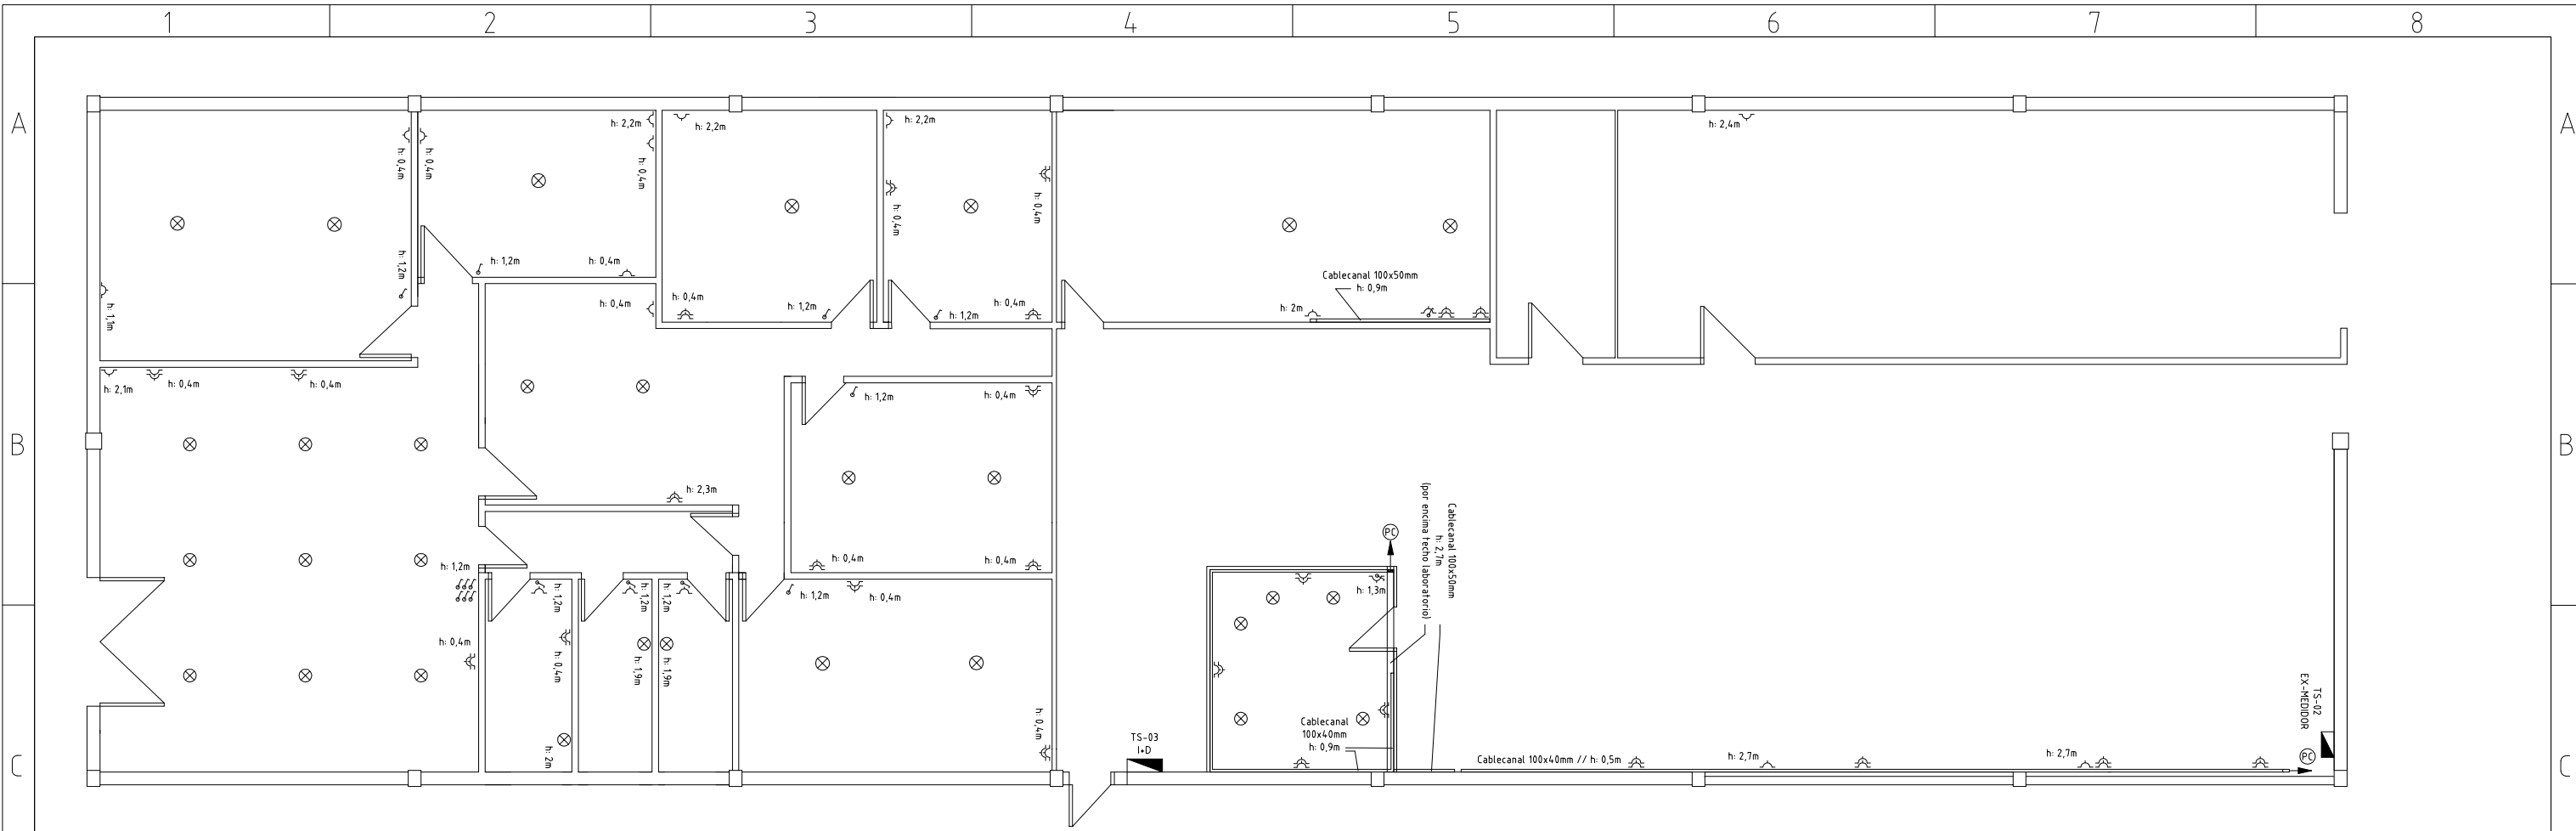 1 2 3 4 5 6 7 8
A
A
h: 2,2m
h: 2,2m
h: 2,2m
h: 2,4m
h: 0,4m
h: 0,4m
h: 0,4m
h: 0,4m
h: 0,4m
h: 1,2m
h: 1,2m
h: 0,4m
h: 1,1m
h: 0,4m
h: 0,4m
h: 1,2m
h: 1,2m
h: 0,4m
Cablecanal 100x50mm
h: 0,9m
h: 2m
h: 2,1m
h: 0,4m
h: 0,4m
h: 1,2m
h: 0,4m
B
B
h: 2,3m
h: 0,4m
h: 0,4m
h: 1,2m
h: 1,2m
h: 1,2m
h: 1,2m
h: 1,2m
h: 0,4m
PC
Cablecanal 100x50mm
h: 2,7m
(por encima techo laboratorio)
h: 1,3m
h: 0,4m
h: 0,4m
h: 1,9m
h: 1,9m
h: 2m
h: 0,4m
TS-03
I+D
Cablecanal
100x40mm
h: 0,9m
Cablecanal 100x40mm // h: 0,5m
h: 2,7m
h: 2,7m
TS-02
EX-MEDIDOR
PC
C
C